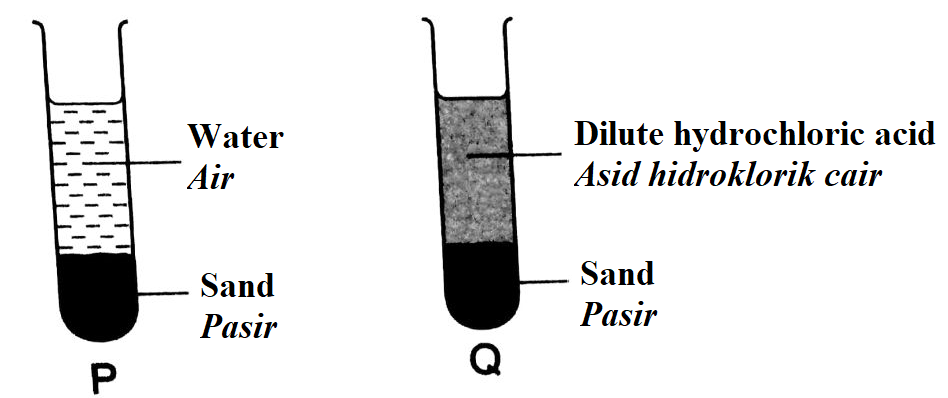 Water
Air
Sand
Pasir
P
Dilute hydrochloric acid
Asid hidroklorik cair
Sand
Pasir
Q